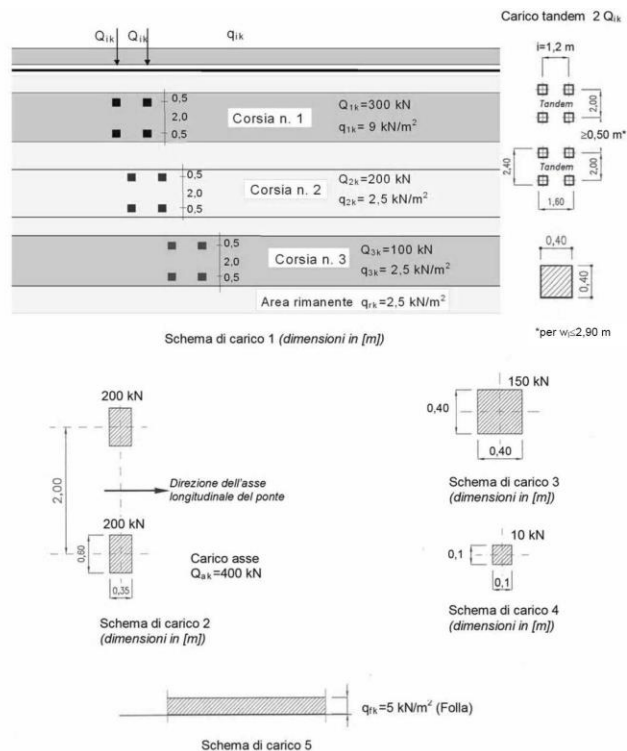 Carico tandem 2 Qik
Qik Qik qik
i=1,2 m
0,5
2,0
0,5
Corsia n. 1
Q1k=300 kN
q1k= 9 kN/m²
Tandem
2,00
≥0,50 m*
0,5
2,0
0,5
Corsia n. 2
Q2k=200 kN
q2k= 2,5 kN/m²
2,40
Tandem
2,00
1,60
0,5
2,0
0,5
Corsia n. 3
Q3k=100 kN
q3k= 2,5 kN/m²
0,40
0,40
Area rimanente qrk=2,5 kN/m²
Schema di carico 1 (dimensioni in [m])
*per wl≤2,90 m
200 kN
2,00
Direzione dell'asse
longitudinale del ponte
200 kN
0,60
0,35
Carico asse
Qak=400 kN
Schema di carico 2
(dimensioni in [m])
150 kN
0,40
0,40
Schema di carico 3
(dimensioni in [m])
10 kN
0,1
0,1
Schema di carico 4
(dimensioni in [m])
qfk=5 kN/m² (Folla)
Schema di carico 5